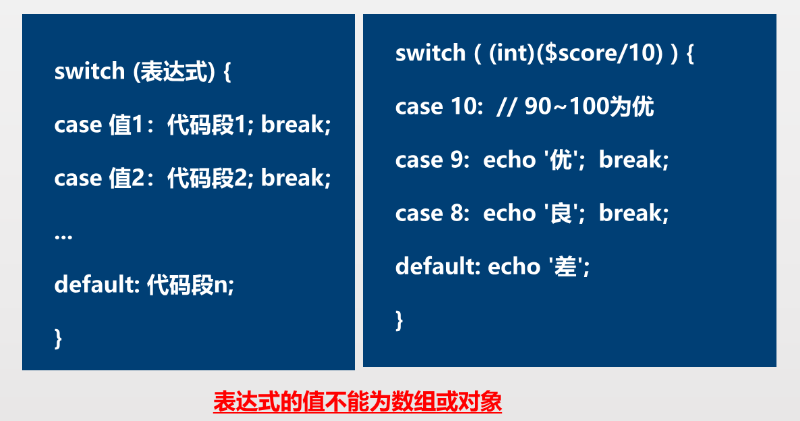 switch (表达式) {
case 值1：代码段1; break;
case 值2：代码段2; break;
...
default: 代码段n;
}
switch ( (int)($score/10) ) {
case 10:  // 90~100为优
case 9:  echo '优';  break;
case 8:  echo '良';  break;
default: echo '差';
}
表达式的值不能为数组或对象